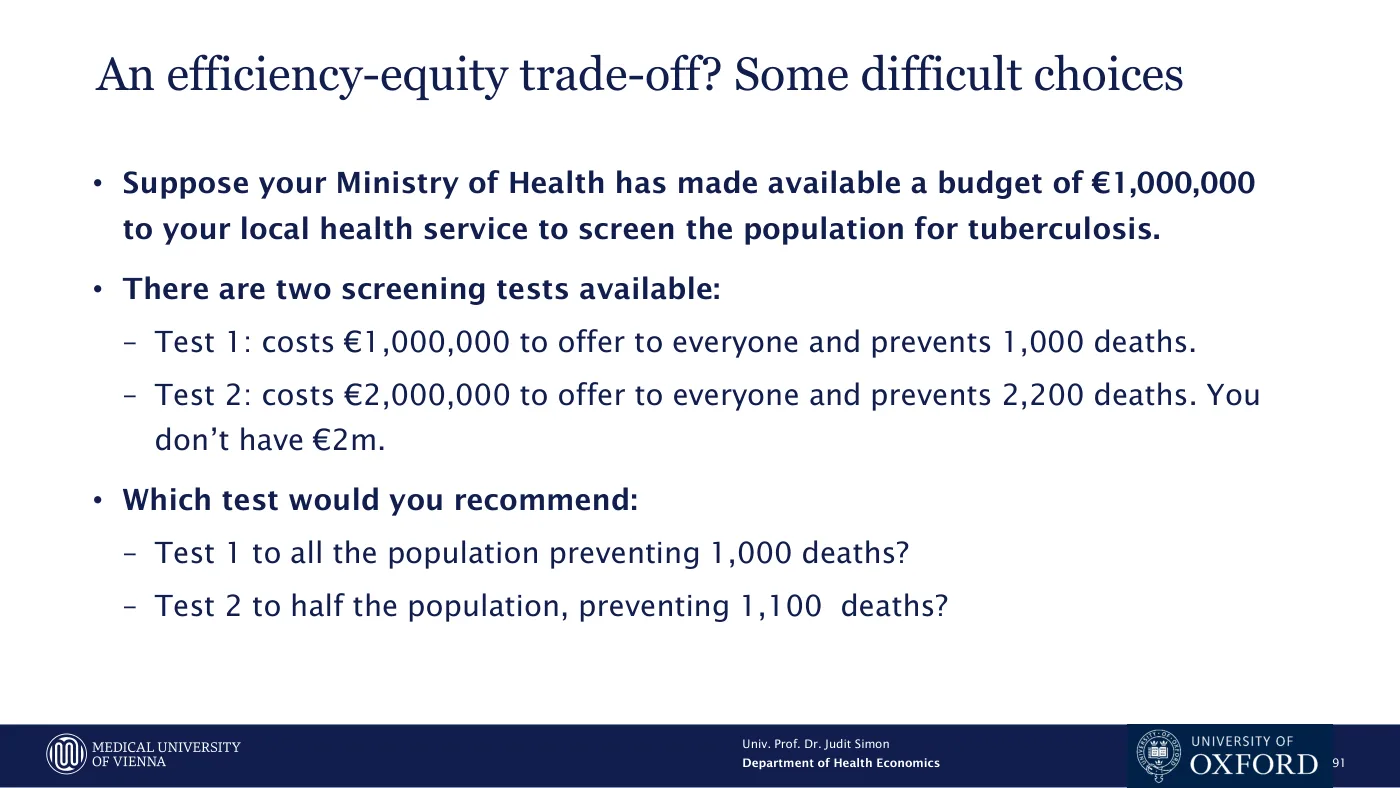 An efficiency-equity trade-off? Some difficult choices
• Suppose your Ministry of Health has made available a budget of €1,000,000
to your local health service to screen the population for tuberculosis.
• There are two screening tests available:
– Test 1: costs €1,000,000 to offer to everyone and prevents 1,000 deaths.
– Test 2: costs €2,000,000 to offer to everyone and prevents 2,200 deaths. You
don’t have €2m.
• Which test would you recommend:
– Test 1 to all the population preventing 1,000 deaths?
– Test 2 to half the population, preventing 1,100  deaths?
MEDICAL UNIVERSITY
OF VIENNA
Univ. Prof. Dr. Judit Simon
Department of Health Economics
UNIVERSITY OF
OXFORD
91